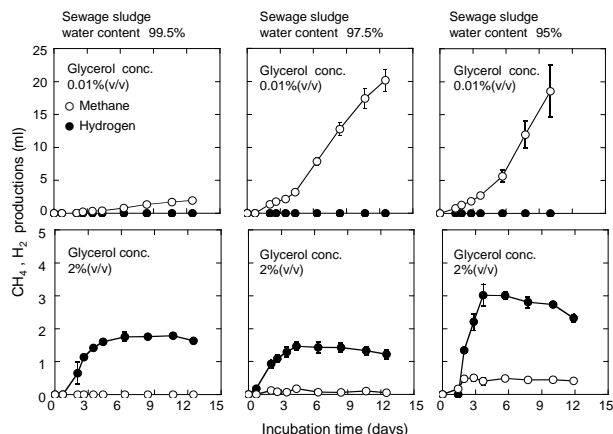 Sewage sludge
water content 99.5%
Sewage sludge
water content 97.5%
Sewage sludge
water content 95%
25
20
15
10
5
0
Glycerol conc.
0.01%(v/v)
Methane
Hydrogen
Glycerol conc.
0.01%(v/v)
Glycerol conc.
0.01%(v/v)
CH4 , H2 productions (ml)
5
4
3
2
1
0
Glycerol conc.
2%(v/v)
Glycerol conc.
2%(v/v)
Glycerol conc.
2%(v/v)
0 3 6 9 12 15
0 3 6 9 12 15
0 3 6 9 12 15
Incubation time (days)